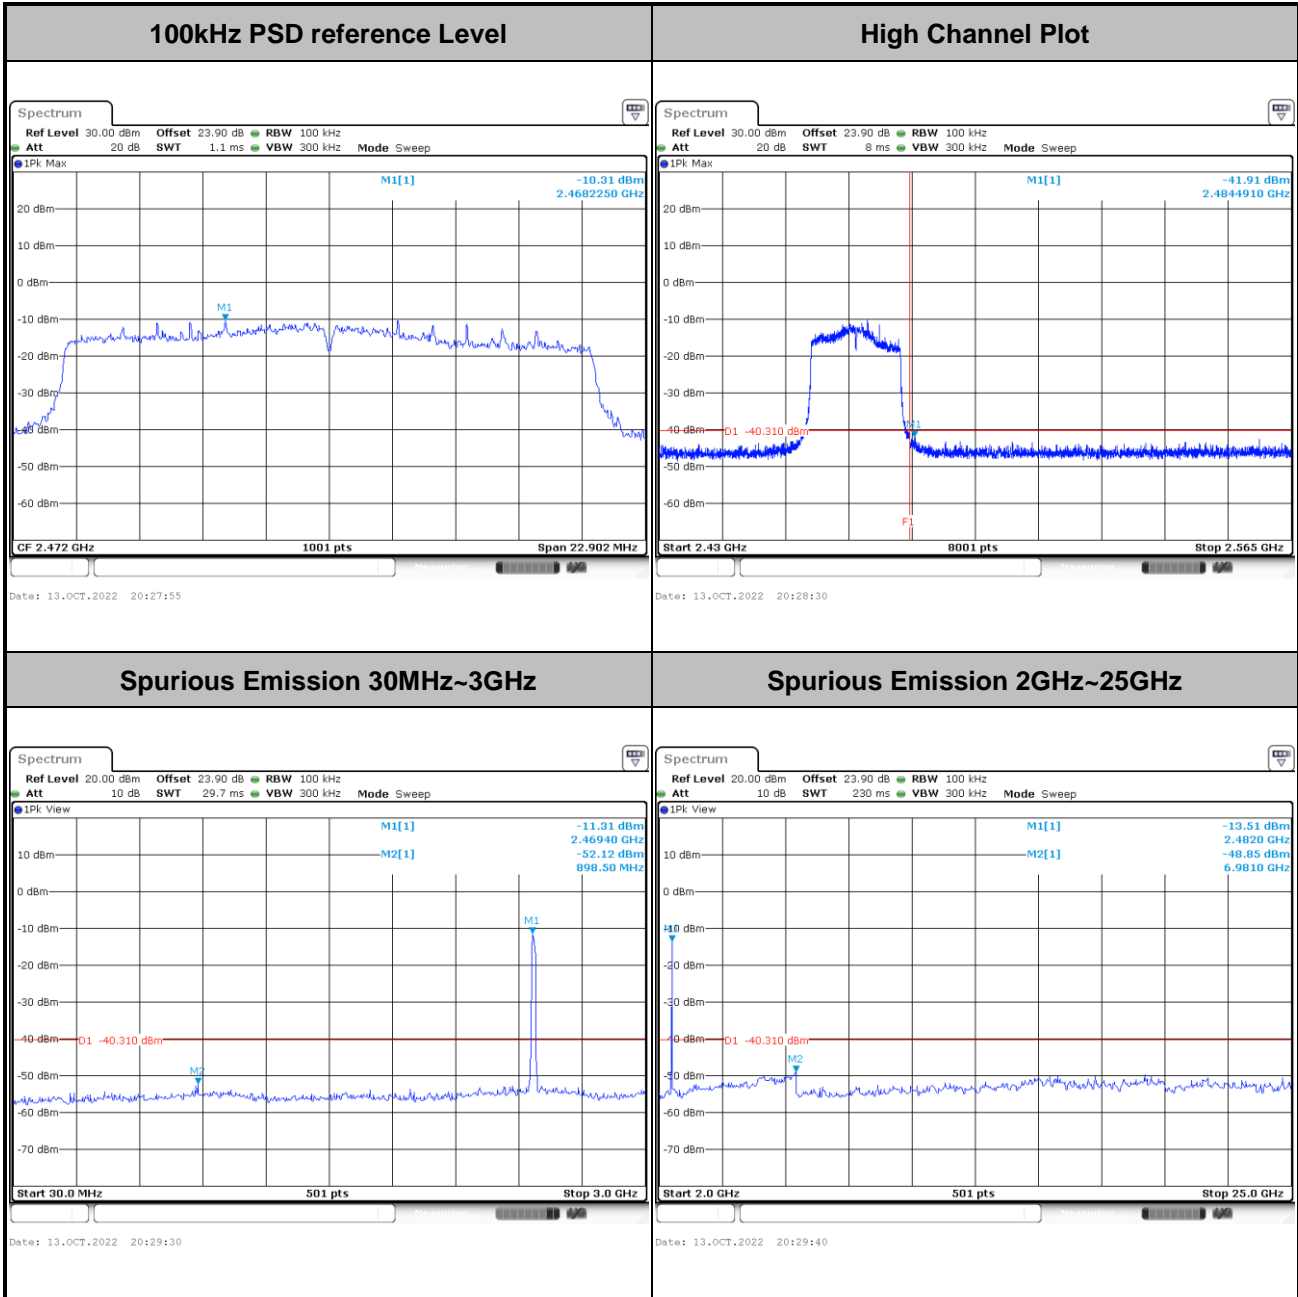 100kHz PSD reference Level
Spectrum
Ref Level 30.00 dBm Offset 23.90 dB RBW 100 kHz
Att 20 dB SWT 1.1 ms VBW 300 kHz Mode Sweep
1Pk Max
M1[1] -10.31 dBm
2.4682250 GHz
20 dBm
10 dBm
0 dBm
M1
-10 dBm
-20 dBm
-30 dBm
-40 dBm
-50 dBm
-60 dBm
CF 2.472 GHz 1001 pts Span 22.902 MHz
Measuring
Date: 13.OCT.2022 20:27:55
High Channel Plot
Spectrum
Ref Level 30.00 dBm Offset 23.90 dB RBW 100 kHz
Att 20 dB SWT 8 ms VBW 300 kHz Mode Sweep
1Pk Max
M1[1] -41.91 dBm
2.4844910 GHz
20 dBm
10 dBm
0 dBm
-10 dBm
-20 dBm
-30 dBm
-40 dBm D1 -40.310 dBm M1
-50 dBm
-60 dBm
F1
Start 2.43 GHz 8001 pts Stop 2.565 GHz
Measuring
Date: 13.OCT.2022 20:28:30
Spurious Emission 30MHz~3GHz
Spectrum
Ref Level 20.00 dBm Offset 23.90 dB RBW 100 kHz
Att 10 dB SWT 29.7 ms VBW 300 kHz Mode Sweep
1Pk View
M1[1] -11.31 dBm
2.46940 GHz
10 dBm M2[1] -52.12 dBm
898.50 MHz
0 dBm
M1
-10 dBm
-20 dBm
-30 dBm
-40 dBm D1 -40.310 dBm
M2
-50 dBm
-60 dBm
-70 dBm
Start 30.0 MHz 501 pts Stop 3.0 GHz
Measuring
Date: 13.OCT.2022 20:29:30
Spurious Emission 2GHz~25GHz
Spectrum
Ref Level 20.00 dBm Offset 23.90 dB RBW 100 kHz
Att 10 dB SWT 230 ms VBW 300 kHz Mode Sweep
1Pk View
M1[1] -13.51 dBm
2.4820 GHz
10 dBm M2[1] -48.85 dBm
6.9810 GHz
0 dBm
-10 dBm
-20 dBm
-30 dBm
-40 dBm D1 -40.310 dBm
M2
-50 dBm
-60 dBm
-70 dBm
Start 2.0 GHz 501 pts Stop 25.0 GHz
Measuring
Date: 13.OCT.2022 20:29:40